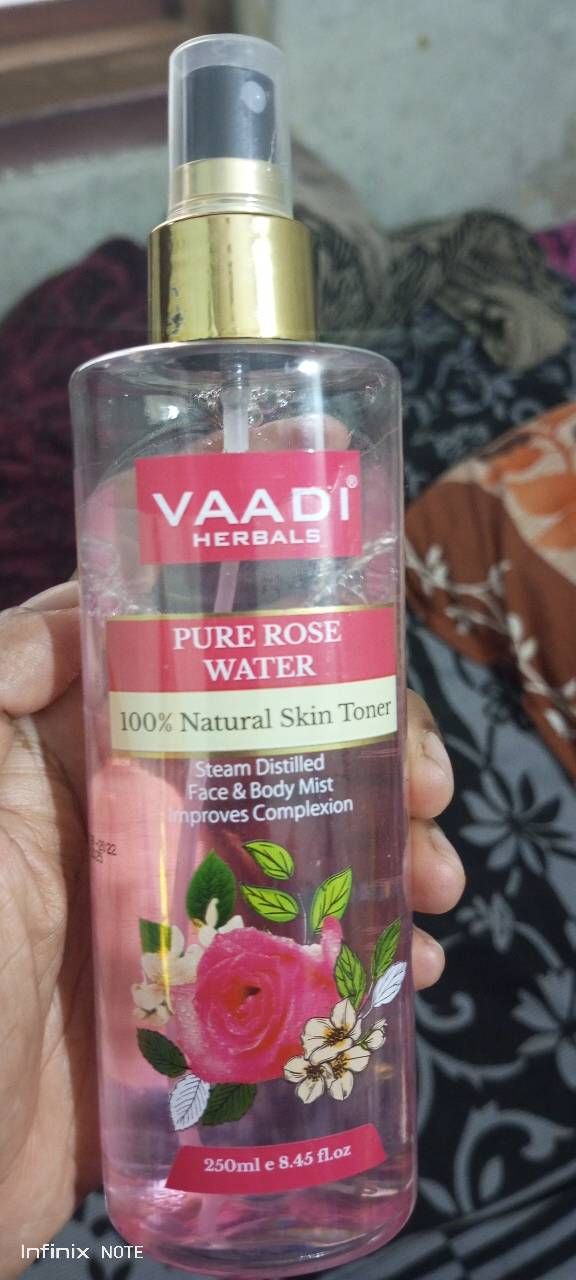 VAADI®
HERBALS
PURE ROSE
WATER
100% Natural Skin Toner
Steam Distilled
Face & Body Mist
Improves Complexion
250ml e 8.45 fl.oz
Infinix NOTE